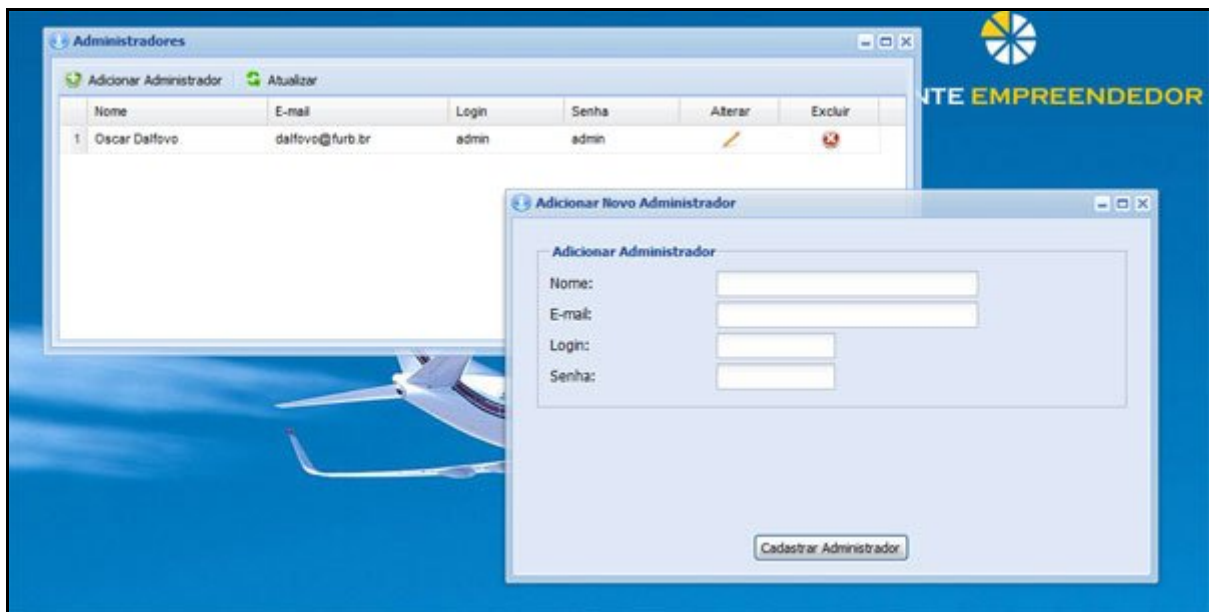 Administradores
Adicionar Administrador Atualizar
Nome E-mail Login Senha Alterar Excluir
1 Oscar Dalfovo dalfovo@furb.br admin admin
NTE EMPREENDEDOR
Adicionar Novo Administrador
Adicionar Administrador
Nome:
E-mail:
Login:
Senha:
Cadastrar Administrador